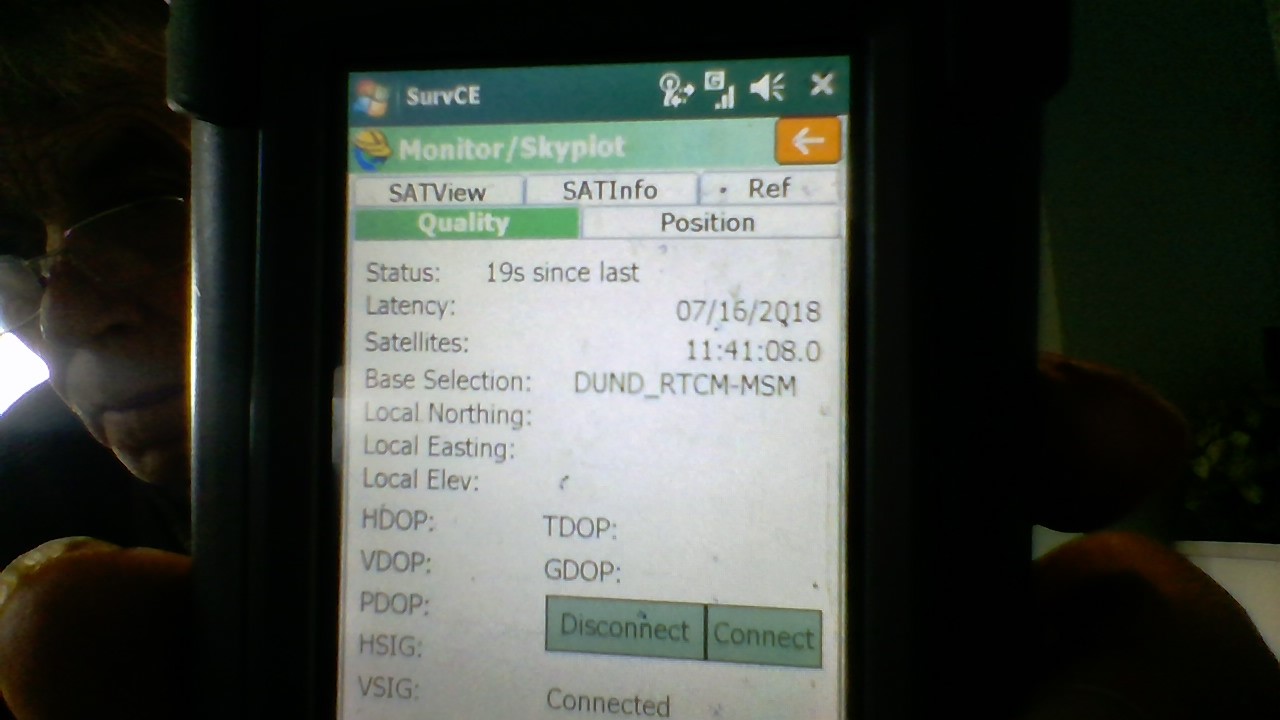 SurvCE
Monitor/Skyplot
SATView SATInfo Ref
Quality Position
Status: 19s since last
Latency: 07/16/2018
Satellites: 11:41:08.0
Base Selection: DUND_RTCM-MSM
Local Northing:
Local Easting:
Local Elev:
HDOP: TDOP:
VDOP: GDOP:
PDOP:
Disconnect Connect
HSIG:
VSIG: Connected